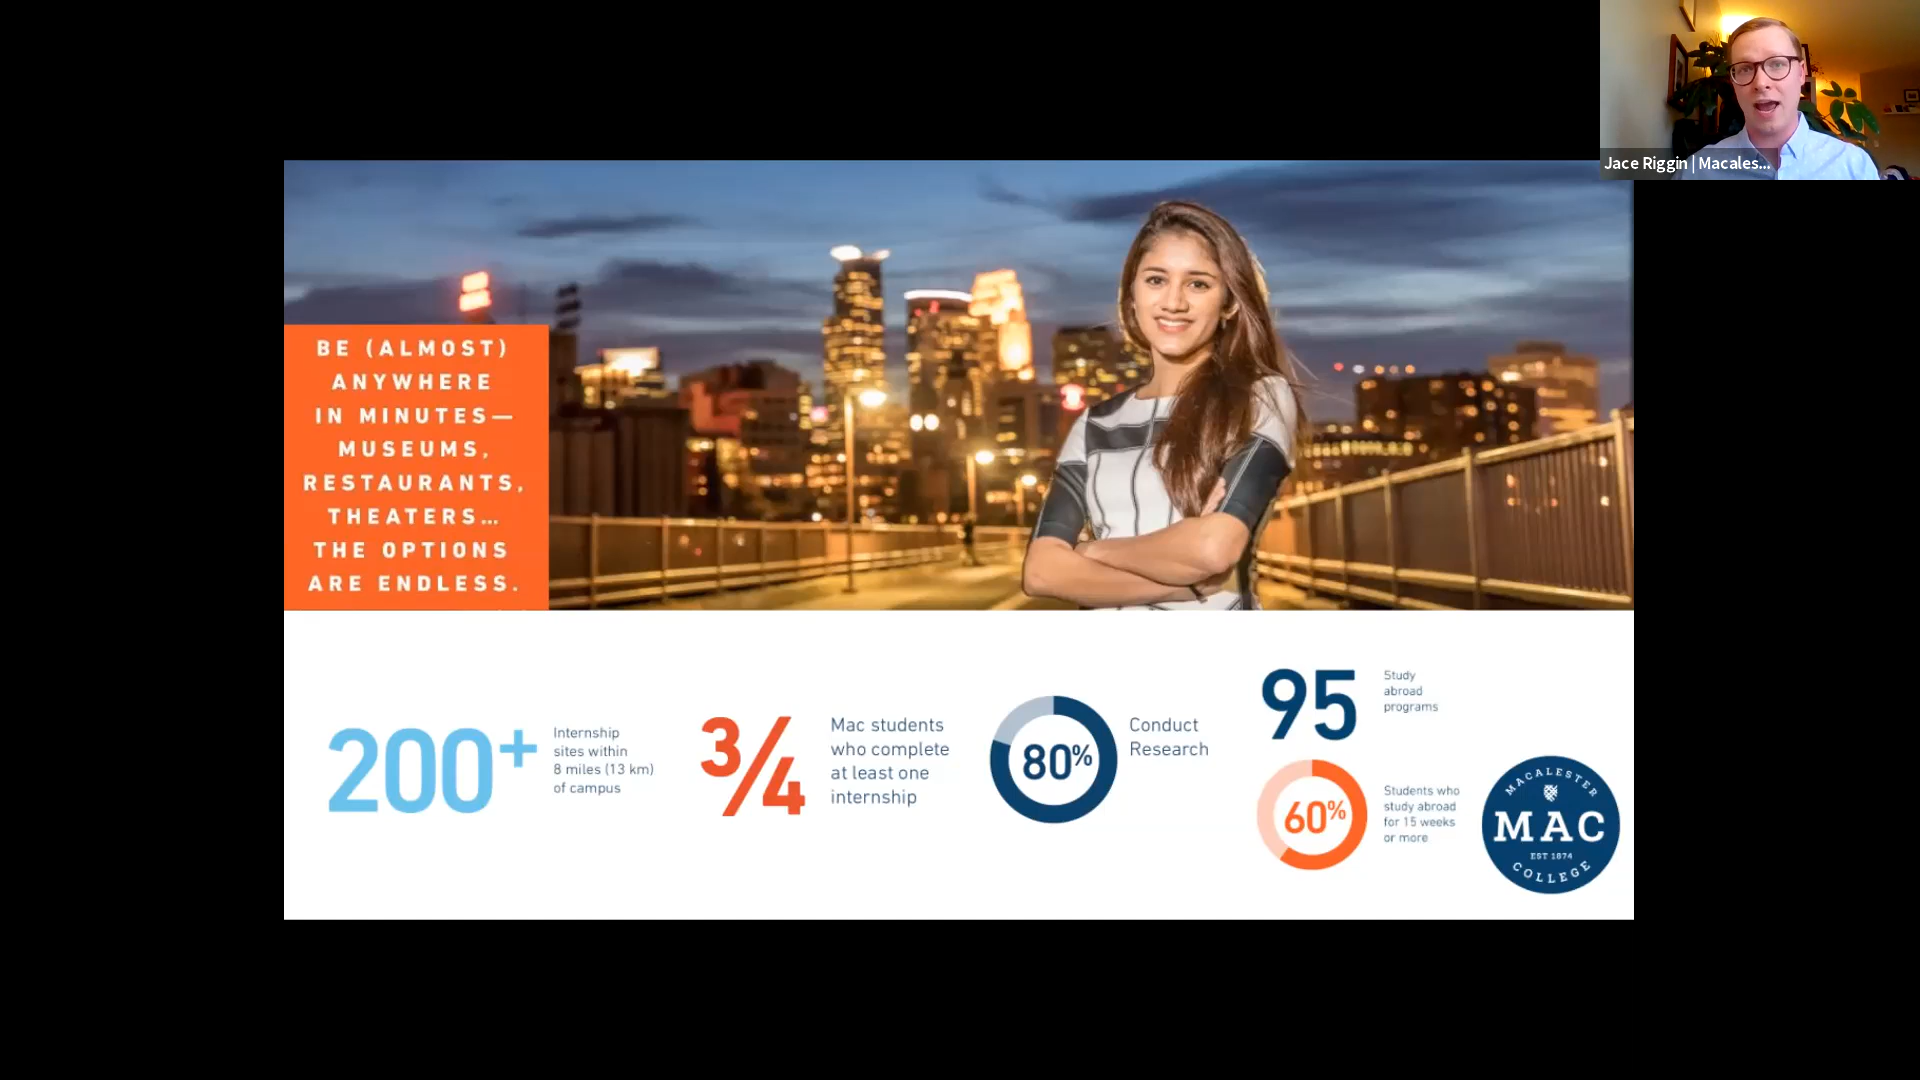 Jace Riggin | Macales...
BE (ALMOST)
ANYWHERE
IN MINUTES—
MUSEUMS,
RESTAURANTS,
THEATERS...
THE OPTIONS
ARE ENDLESS.
200+
Internship
sites within
8 miles (13 km)
of campus
3/4
Mac students
who complete
at least one
internship
80%
Conduct
Research
95
Study
abroad
programs
60%
Students who
study abroad
for 15 weeks
or more
MACALESTER
MAC
EST 1874
COLLEGE